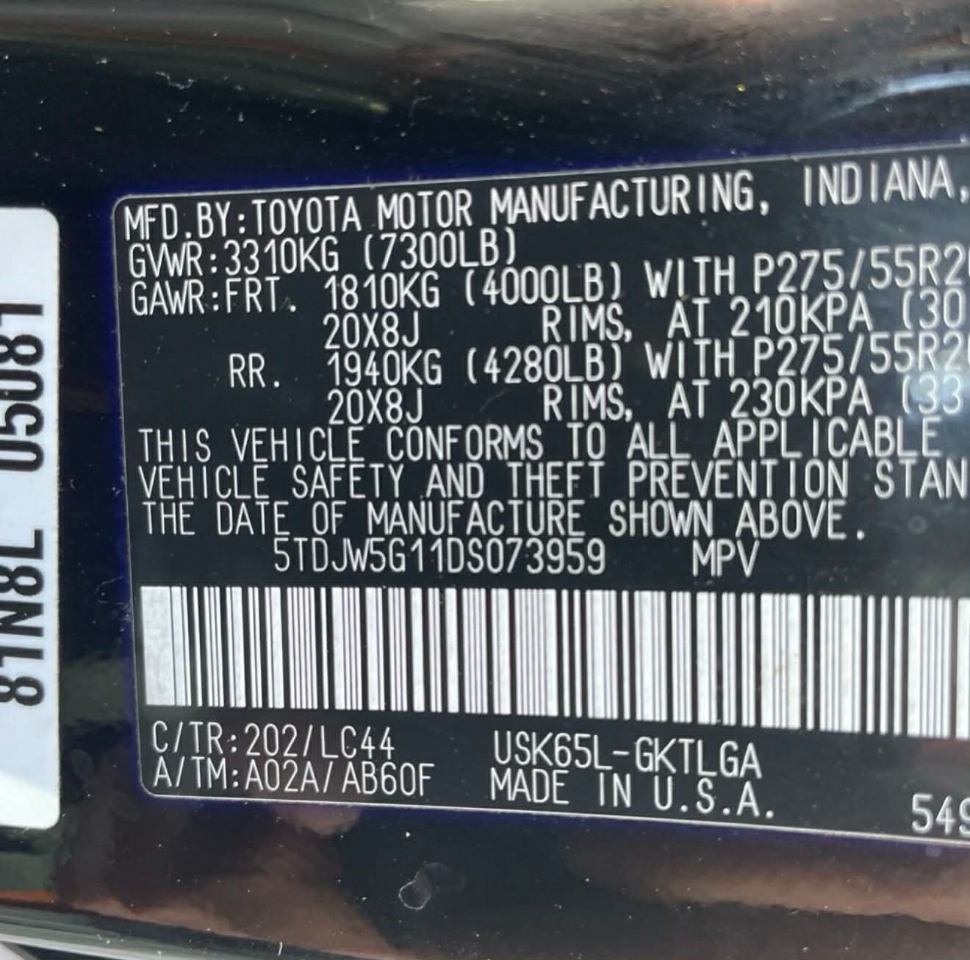 MFD.BY:TOYOTA MOTOR MANUFACTURING, INDIANA,
GVWR:3310KG (7300LB)
GAWR:FRT. 1810KG (4000LB) WITH P275/55R2
20X8J RIMS, AT 210KPA (30
RR. 1940KG (4280LB) WITH P275/55R2
20X8J RIMS, AT 230KPA (33
THIS VEHICLE CONFORMS TO ALL APPLICABLE
VEHICLE SAFETY AND THEFT PREVENTION STAN
THE DATE OF MANUFACTURE SHOWN ABOVE.
5TDJW5G11DS073959 MPV
C/TR:202/LC44 USK65L-GKTLGA
A/TM:A02A/AB60F MADE IN U.S.A.
549
81N8L 05081